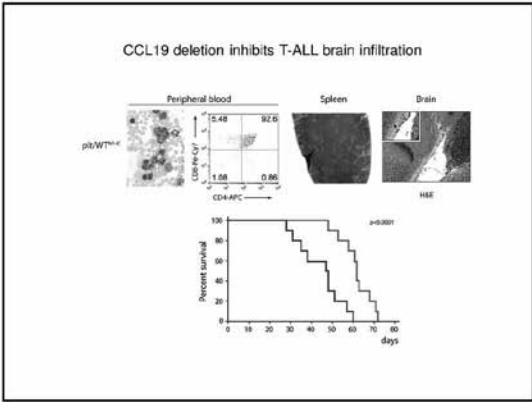 CCL19 deletion inhibits T-ALL brain infiltration
Peripheral blood
Spleen
Brain
5.48
92.6
CD8-Pe-Cy7
1.08
0.86
CD4-APC
H&E
p<0.0001
Percent survival
100
80
60
40
20
0
0
10
20
30
40
50
60
70
80
days